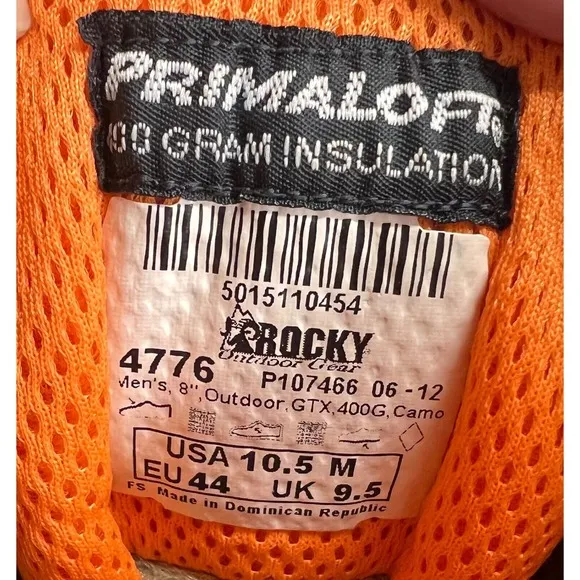 PRIMALOFT®
400 GRAM INSULATION
5015110454
ROCKY
Outdoor Gear
4776 P107466 06-12
Men's, 8", Outdoor, GTX, 400G, Camo
USA 10.5 M
EU 44 UK 9.5
FS Made in Dominican Republic